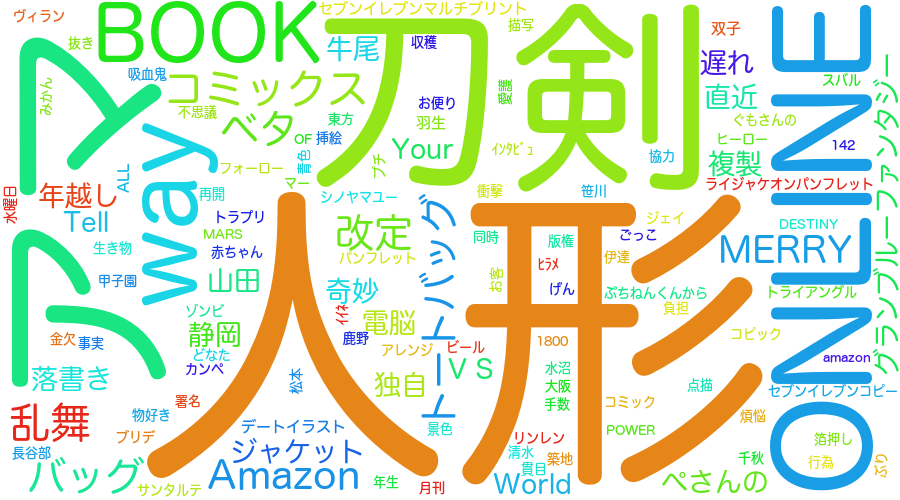 ヴィラン
BOOK
セブンイレブンマルチプリント
刀剣
ONLINE
描写
双子
抜き
牛尾
収穫
遅れ
アマ
吸血鬼
コミックス
愛護
スバル
みかん
不思議
お便り
直近
ベタ
東方
羽生
ぐもさんの
OF
挿絵
Your
ヒーロー
142
グランブルーファンタジー
way
青色
プチ
ｲﾝﾀﾋﾞｭ
協力
複製
水曜日
年越し
ALL
フォーロー
マー
ライジャケオンパンフレット
再開
シノヤマユー
衝撃
笹川
Tell
トラプリ
人形
トートバッグ
ジェイ
DESTINY
MARS
改定
同時
版権
ごっこ
MERRY
生き物
赤ちゃん
パンフレット
ﾋﾗﾒ
伊達
甲子園
山田
奇妙
お客
げん
ぷちねんくんから
トライアングル
ゾンビ
イイネ
電脳
負担
金欠
事実
静岡
鹿野
アレンジ
ビール
1800
コピック
どなた
amazon
落書き
カンペ
松本
独自
ＶＳ
水沼
大阪
点描
セブンイレブンコピー
署名
手数
コミック
煩悩
乱舞
物好き
デートイラスト
景色
POWER
長谷部
ブリデ
ジャケット
リンレン
清水
築地
箔押し
バッグ
Amazon
貫目
千秋
行為
ぶり
サンタルテ
年生
月刊
World
ぺさんの